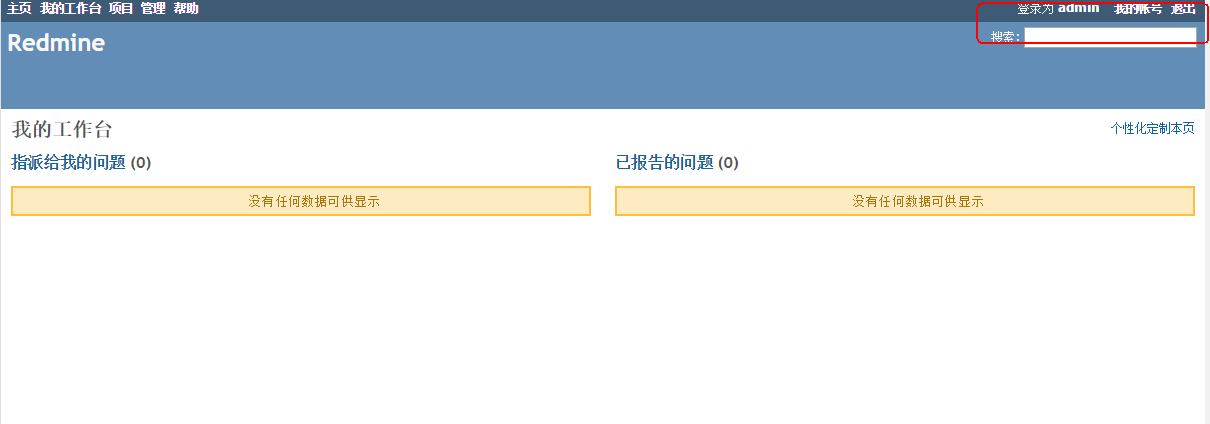 主页 我的工作台 项目 管理 帮助 登录为 admin 我的帐号 退出
Redmine 搜索:
我的工作台 个性化定制本页
指派给我的问题 (0) 已报告的问题 (0)
没有任何数据可供显示 没有任何数据可供显示